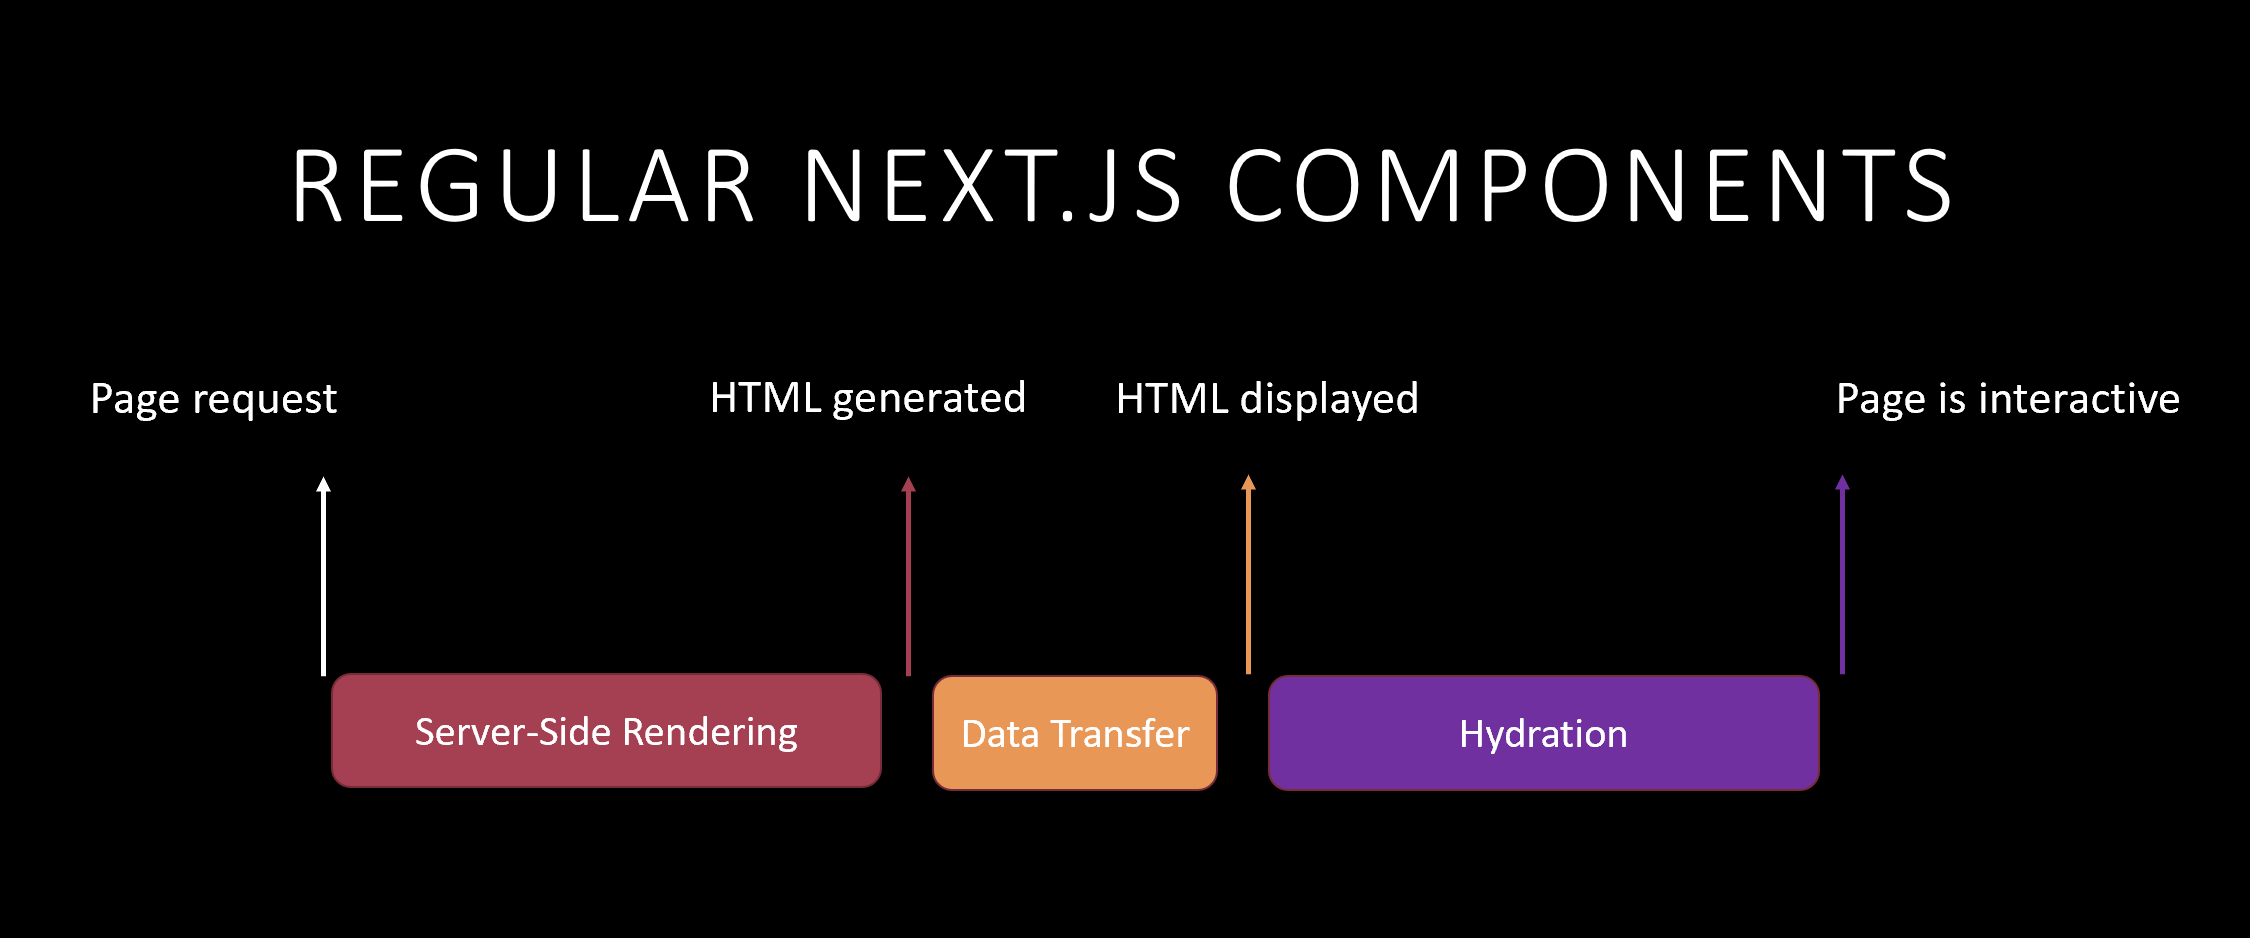 REGULAR NEXT.JS COMPONENTS
Page request
HTML generated
HTML displayed
Page is interactive
Server-Side Rendering
Data Transfer
Hydration